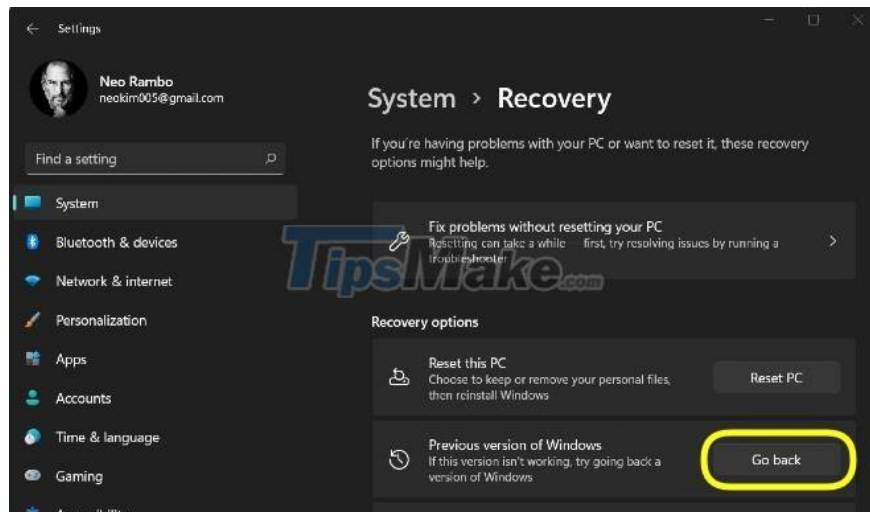 Settings
Neo Rambo
neokim005@gmail.com
Find a setting
System
Bluetooth & devices
Network & internet
Personalization
Apps
Accounts
Time & language
Gaming
System > Recovery
If you're having problems with your PC or want to reset it, these recovery
options might help.
Fix problems without resetting your PC
Resetting can take a while — first, try resolving issues by running a
troubleshooter
TipsMake.com
Recovery options
Reset this PC
Choose to keep or remove your personal files,
then reinstall Windows
Reset PC
Previous version of Windows
If this version isn't working, try going back a
version of Windows
Go back